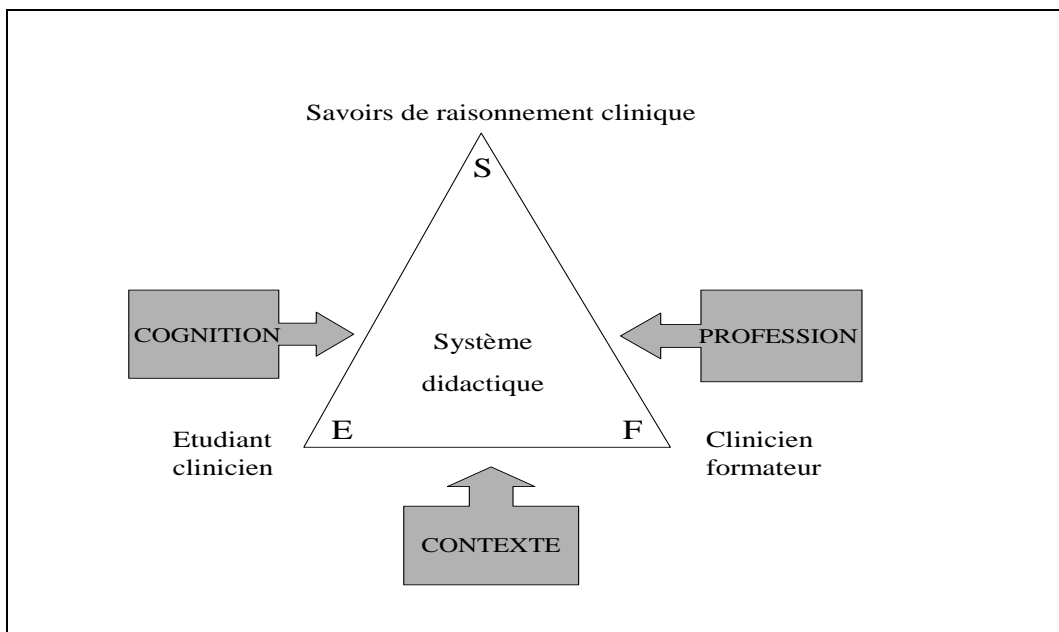 Savoirs de raisonnement clinique
S
COGNITION
PROFESSION
Système
didactique
E
F
Etudiant
clinicien
Clinicien
formateur
CONTEXTE